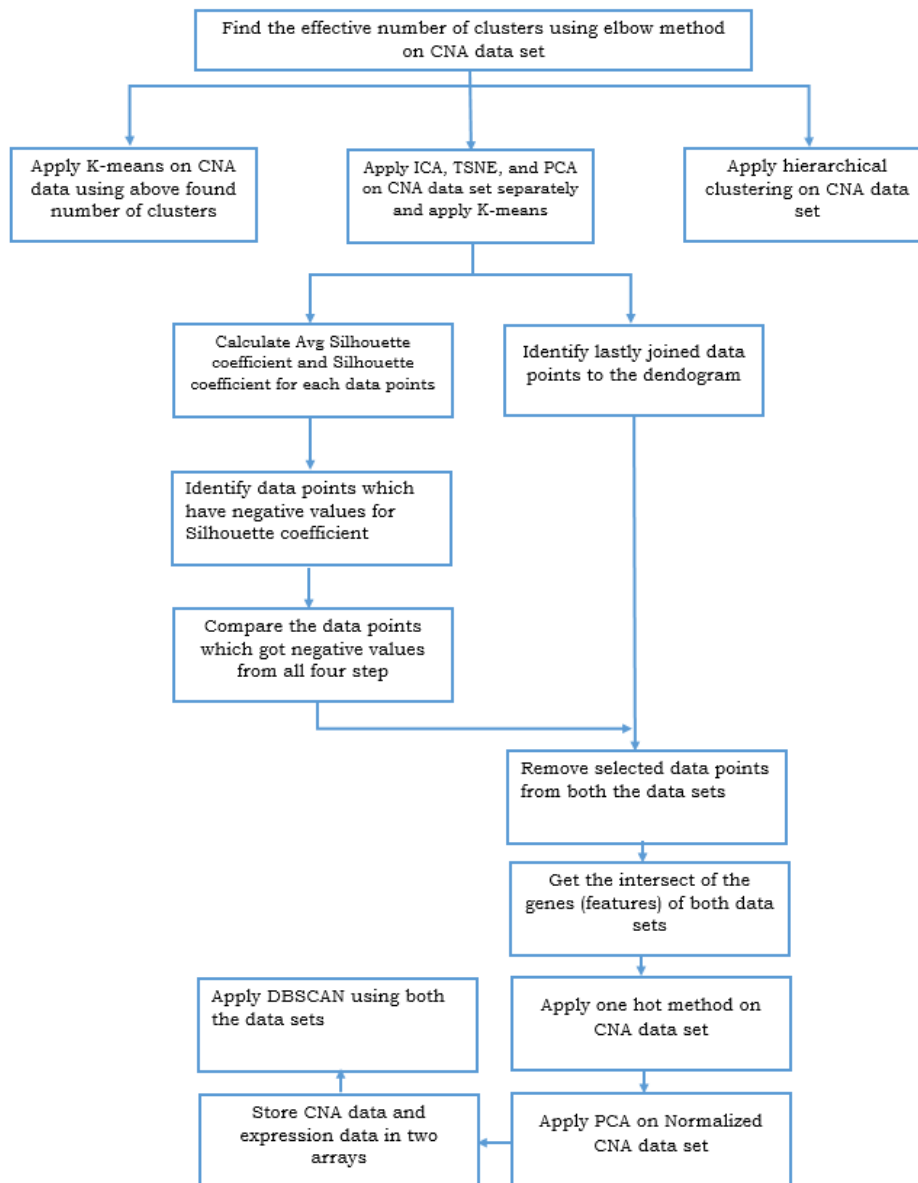 Find the effective number of clusters using elbow method
on CNA data set
Apply K-means on CNA
data using above found
number of clusters
Apply ICA, TSNE, and PCA
on CNA data set separately
and apply K-means
Apply hierarchical
clustering on CNA data
set
Calculate Avg Silhouette
coefficient and Silhouette
coefficient for each data points
Identify lastly joined data
points to the dendogram
Identify data points which
have negative values for
Silhouette coefficient
Compare the data points
which got negative values
from all four step
Remove selected data points
from both the data sets
Get the intersect of the
genes (features) of both data
sets
Apply DBSCAN using both
the data sets
Apply one hot method on
CNA data set
Store CNA data and
expression data in two
arrays
Apply PCA on Normalized
CNA data set